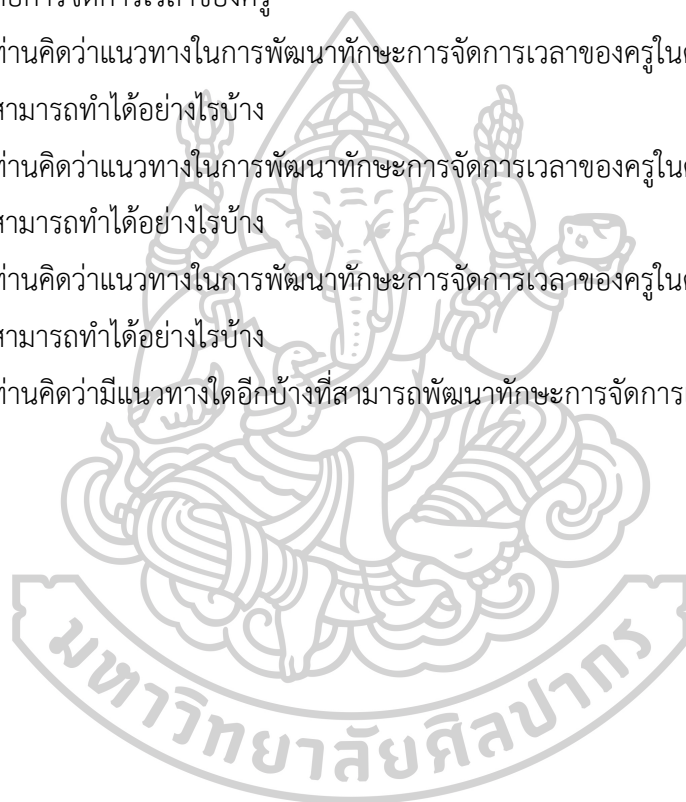 การจัดการเวลาของครู
ท่านคิดว่าแนวทางในการพัฒนาทักษะการจัดการเวลาของครูใน
สามารถทำได้อย่างไรบ้าง
ท่านคิดว่าแนวทางในการพัฒนาทักษะการจัดการเวลาของครูใน
สามารถทำได้อย่างไรบ้าง
ท่านคิดว่าแนวทางในการพัฒนาทักษะการจัดการเวลาของครูใน
สามารถทำได้อย่างไรบ้าง
ท่านคิดว่ามีแนวทางใดอีกบ้างที่สามารถพัฒนาทักษะการจัดการ
มหาวิทยาลัยศิลปากร